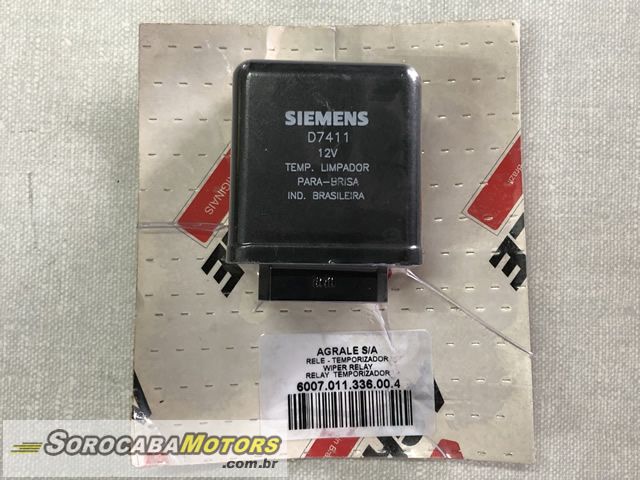 SIEMENS
D7411
12V
TEMP. LIMPADOR
PARA-BRISA
IND. BRASILEIRA
IGINAIS
AGRALE S/A
RELE - TEMPORIZADOR
WIPER RELAY
RELAY TEMPORIZADOR
6007.011.336.00.4
SOROCABAMOTORS
.com.br